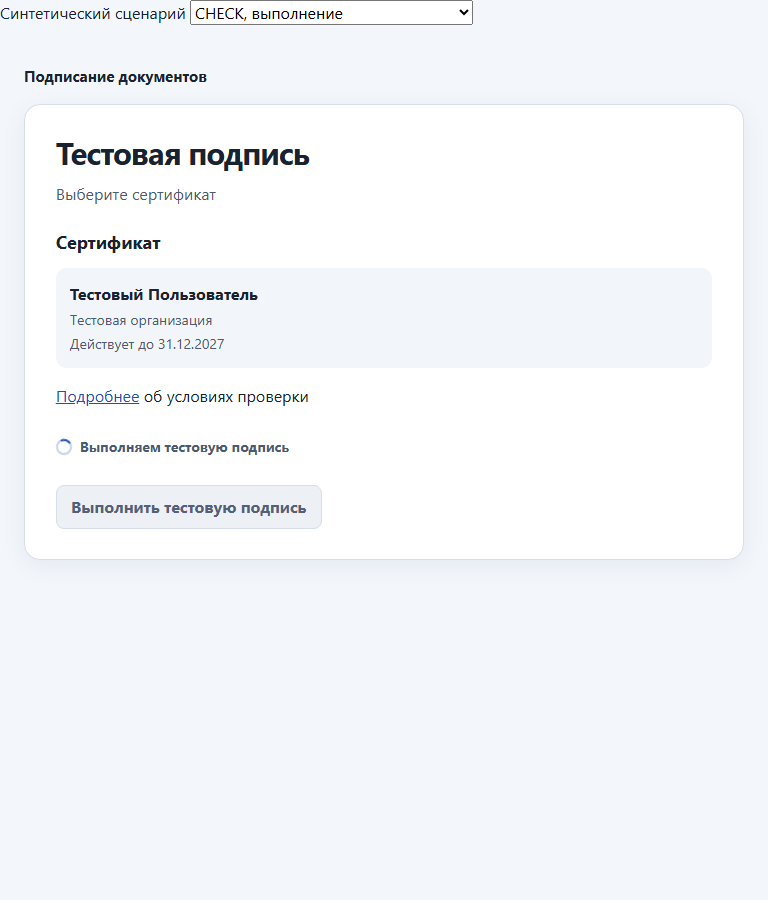 Синтетический сценарий CHECK, выполнение
Подписание документов
Тестовая подпись
Выберите сертификат
Сертификат
Тестовый Пользователь
Тестовая организация
Действует до 31.12.2027
Подробнее об условиях проверки
Выполняем тестовую подпись
Выполнить тестовую подпись